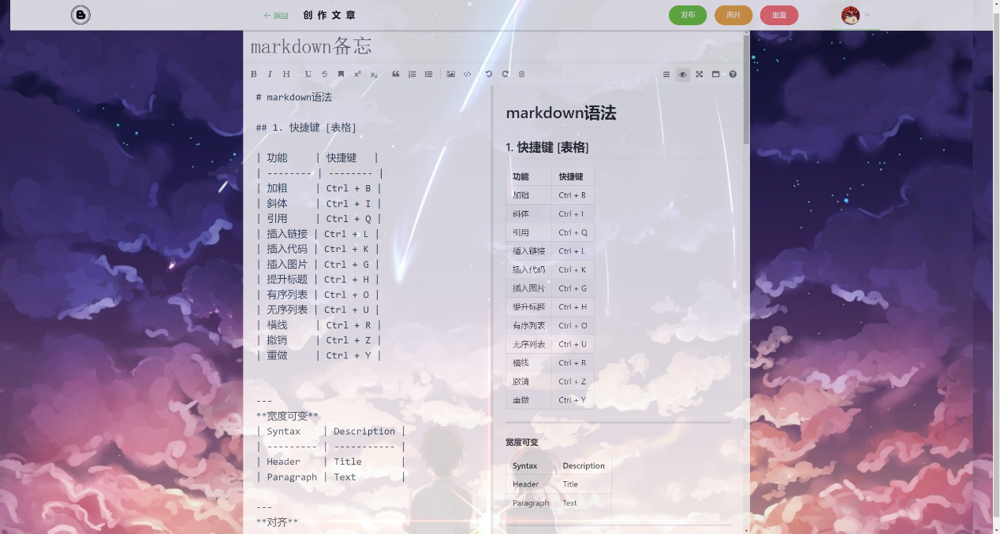 ← 返回 创作文章 发布 离开 重置
markdown备忘
# markdown语法
## 1. 快捷键 [表格]
| 功能 | 快捷键 |
| -------- | -------- |
| 加粗 | Ctrl + B |
| 斜体 | Ctrl + I |
| 引用 | Ctrl + Q |
| 插入链接 | Ctrl + L |
| 插入代码 | Ctrl + K |
| 插入图片 | Ctrl + G |
| 提升标题 | Ctrl + H |
| 有序列表 | Ctrl + O |
| 无序列表 | Ctrl + U |
| 横线 | Ctrl + R |
| 撤销 | Ctrl + Z |
| 重做 | Ctrl + Y |
---
**宽度可变**
| Syntax | Description |
| --------- | ----------- |
| Header | Title |
| Paragraph | Text |
---
**对齐**
markdown语法
1. 快捷键 [表格]
功能 快捷键
加粗 Ctrl + B
斜体 Ctrl + I
引用 Ctrl + Q
插入链接 Ctrl + L
插入代码 Ctrl + K
插入图片 Ctrl + G
提升标题 Ctrl + H
有序列表 Ctrl + O
无序列表 Ctrl + U
横线 Ctrl + R
撤销 Ctrl + Z
重做 Ctrl + Y
宽度可变
Syntax Description
Header Title
Paragraph Text